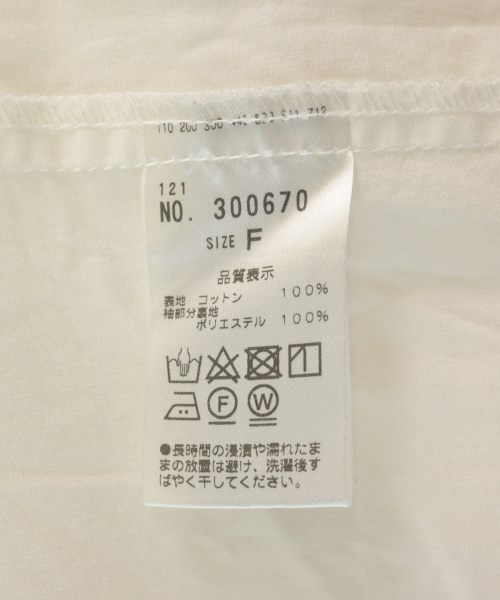 110 200 300
121
NO. 300670
SIZE F
品質表示
表地 コットン 100%
袖部分裏地
ポリエステル 100%
F W
●長時間の浸漬や濡れたま
まの放置は避け、洗濯後す
ばやく干してください。